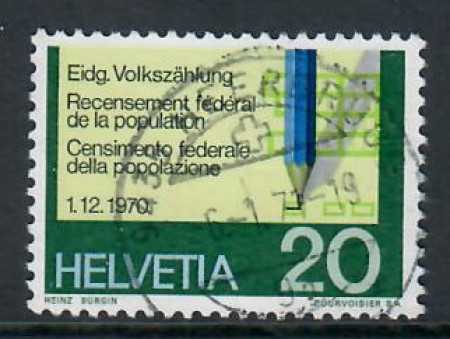 Eidg. Volkszählung
Recensement fédéral
de la population
Censimento federale
della popolazione
1.12.1970
HELVETIA 20
HEINZ BÜRGIN COURVOISIER S.A.